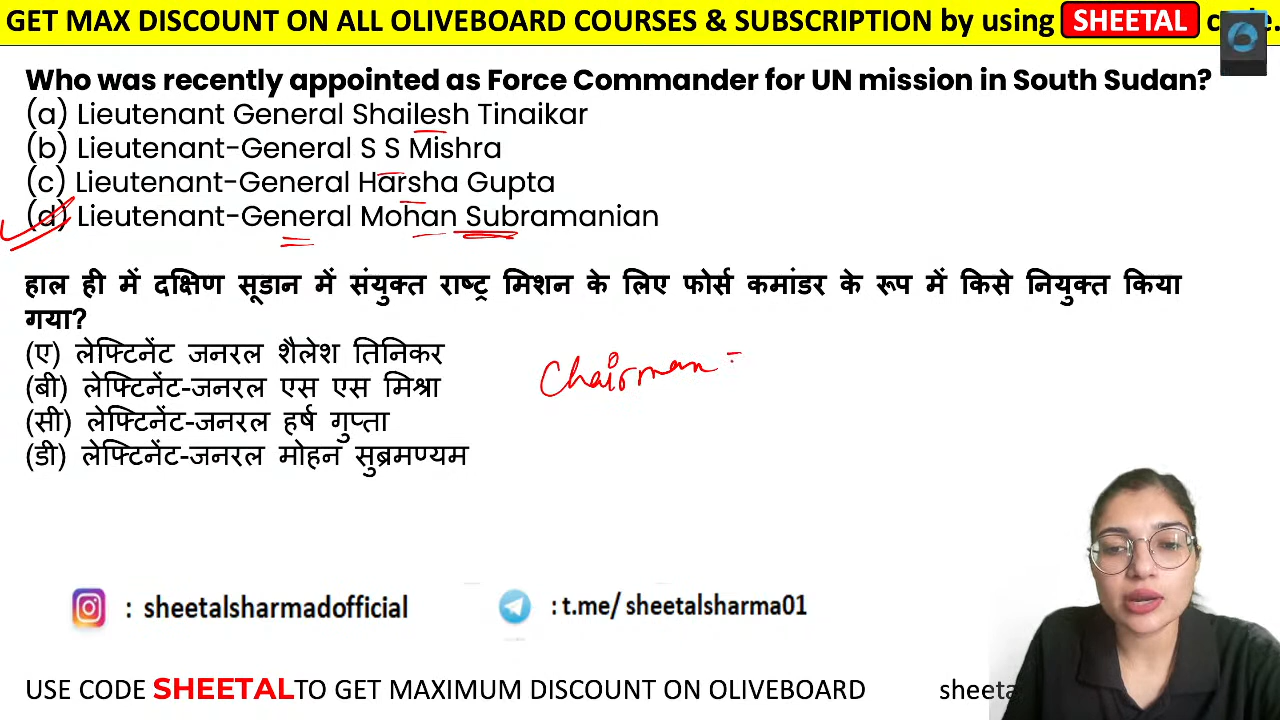 GET MAX DISCOUNT ON ALL OLIVEBOARD COURSES & SUBSCRIPTION by using SHEETAL
Who was recently appointed as Force Commander for UN mission in South Sudan?
(a) Lieutenant General Shailesh Tinaikar
(b) Lieutenant-General S S Mishra
(c) Lieutenant-General Harsha Gupta
(d) Lieutenant-General Mohan Subramanian
हाल ही में दक्षिण सूडान में संयुक्त राष्ट्र मिशन के लिए फोर्स कमांडर के रूप में किसे नियुक्त किया
गया?
(ए) लेफ्टिनेंट जनरल शैलेश तिनिकर
(बी) लेफ्टिनेंट-जनरल एस एस मिश्रा
(सी) लेफ्टिनेंट-जनरल हर्ष गुप्ता
(डी) लेफ्टिनेंट-जनरल मोहन सुब्रमण्यम
Chairman :
: sheetalsharmadofficial
: t.me/ sheetalsharma01
USE CODE SHEETALTO GET MAXIMUM DISCOUNT ON OLIVEBOARD